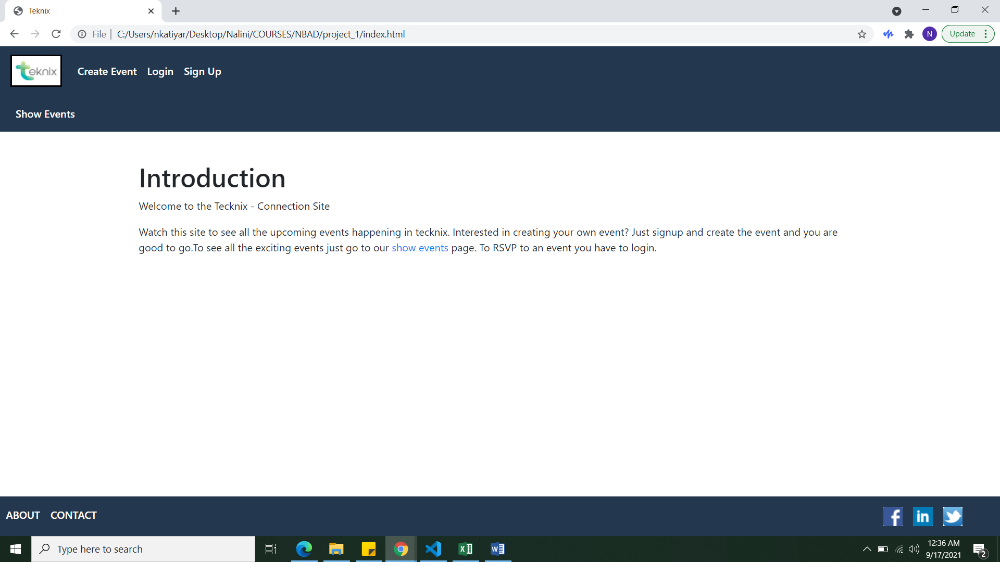 Teknix
File
C:/Users/nkatiyar/Desktop/Nalini/COURSES/NBAD/project_1/index.html
N
Update
teknix
Create Event
Login
Sign Up
Show Events
Introduction
Welcome to the Tecknix - Connection Site
Watch this site to see all the upcoming events happening in tecknix. Interested in creating your own event? Just signup and create the event and you are
good to go.To see all the exciting events just go to our show events page. To RSVP to an event you have to login.
ABOUT
CONTACT
f
in
Type here to search
12:36 AM
9/17/2021
2